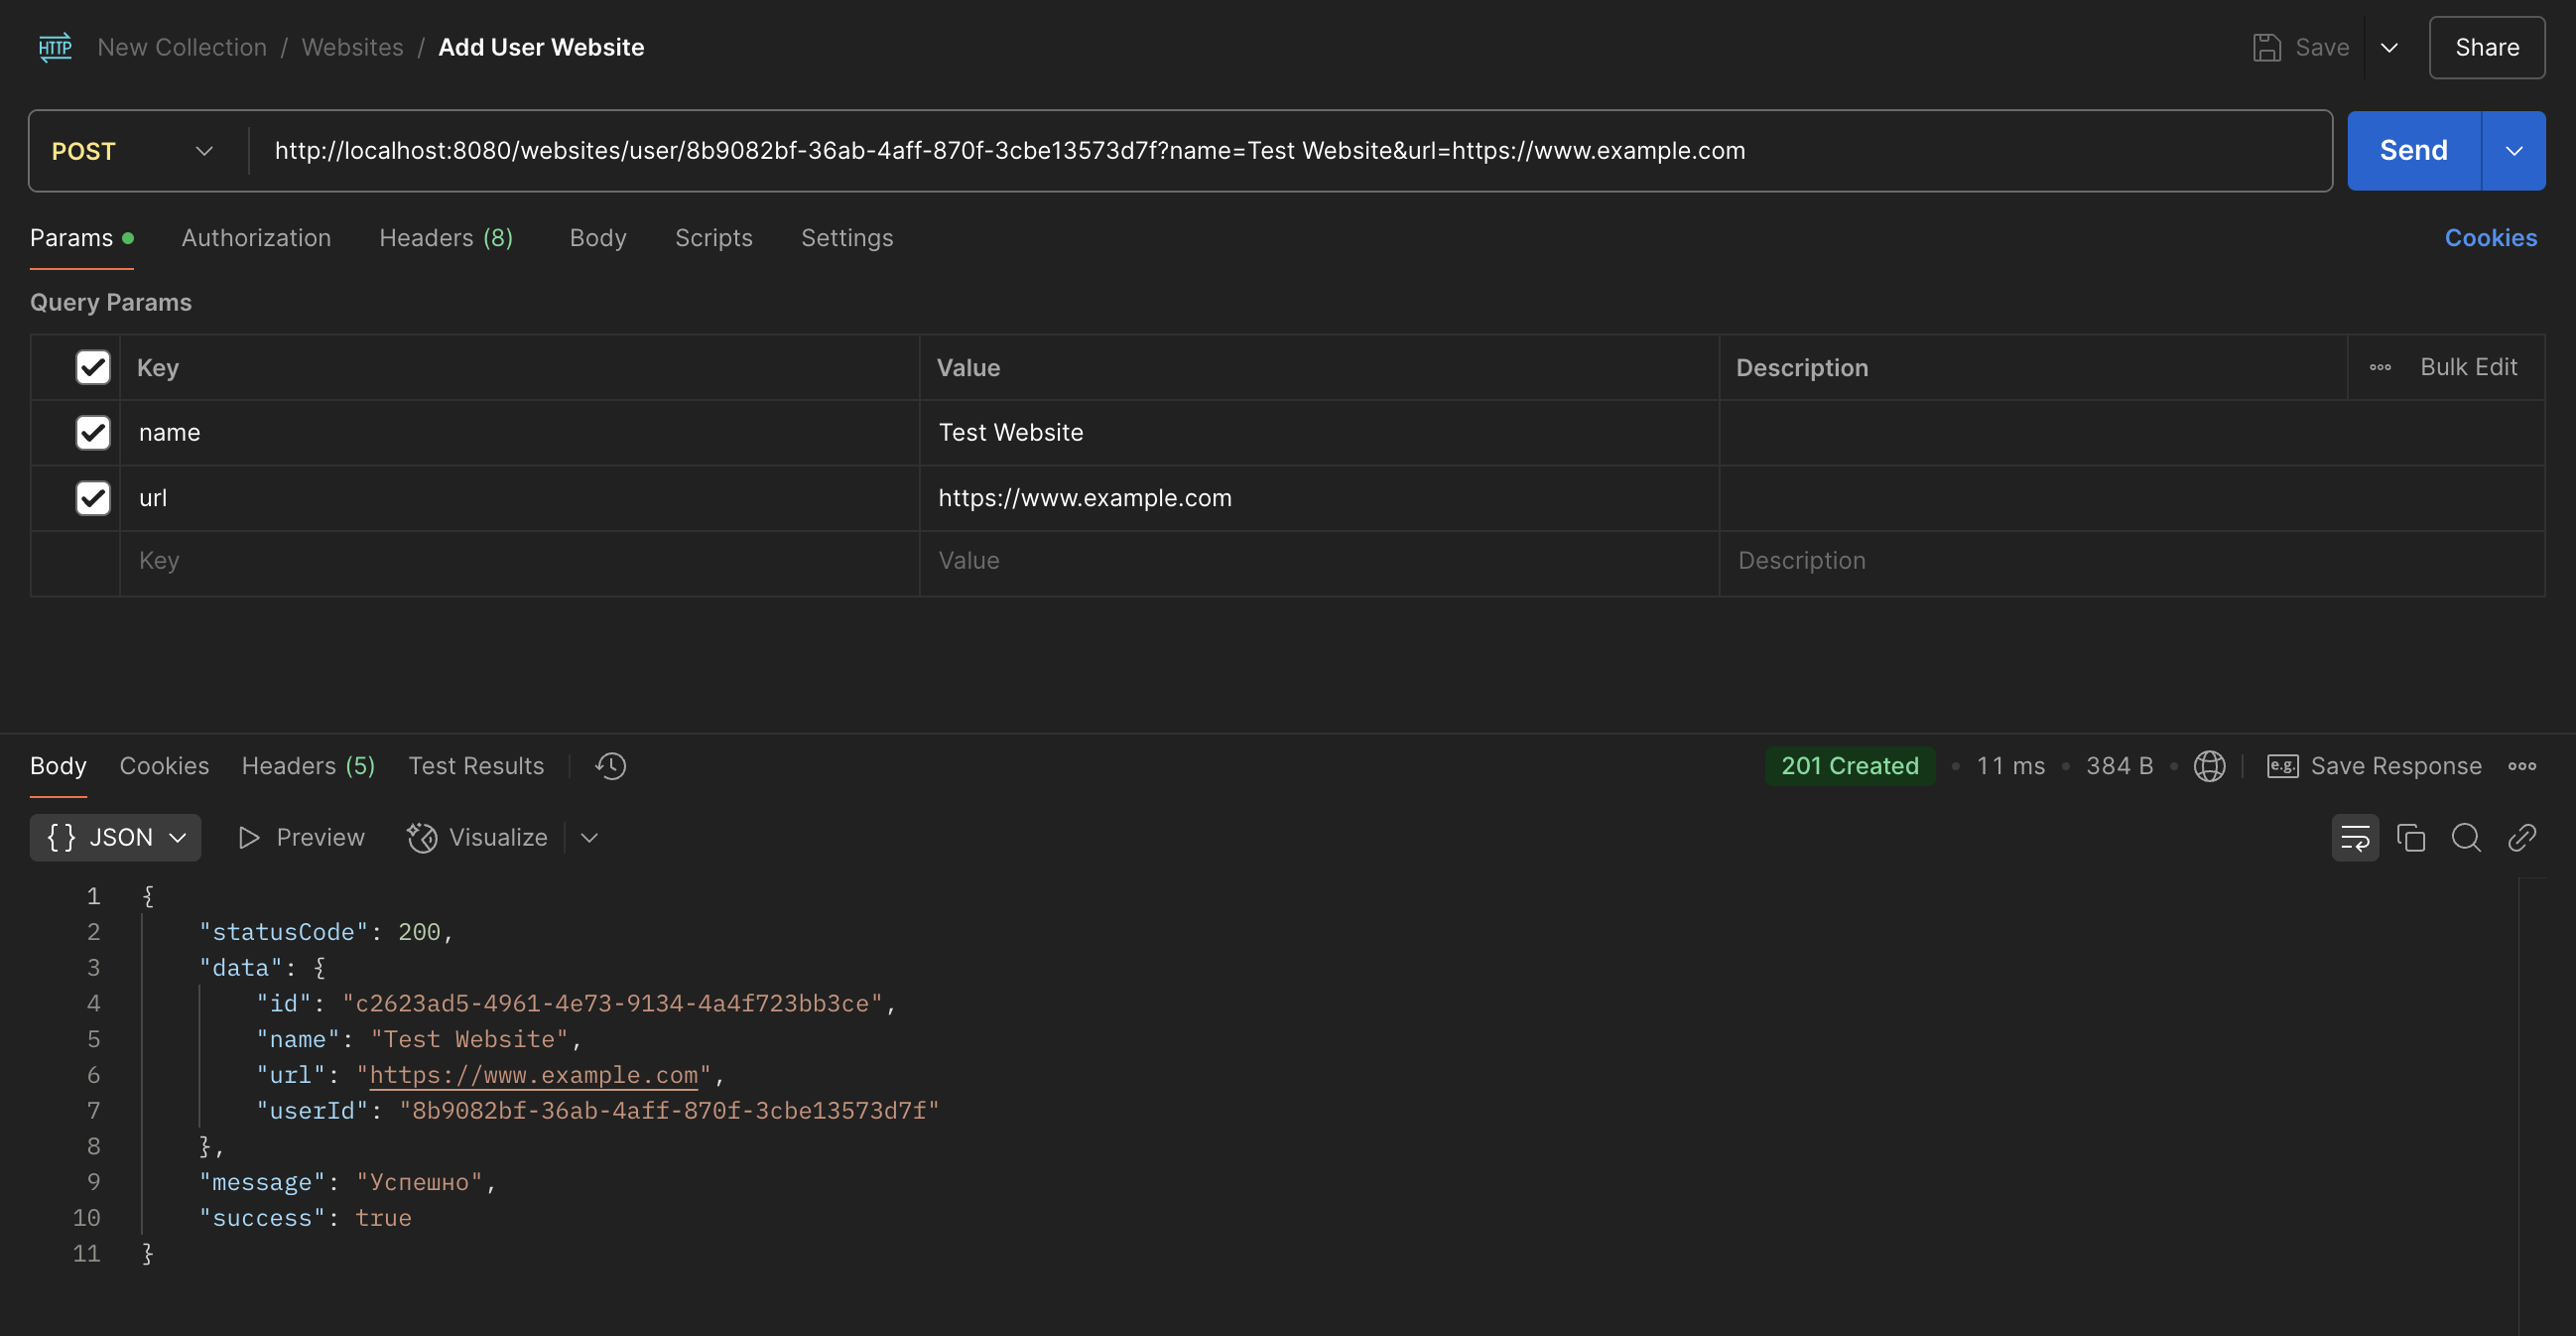 HTTP New Collection / Websites / Add User Website Save Share
POST http://localhost:8080/websites/user/8b9082bf-36ab-4aff-870f-3cbe13573d7f?name=Test Website&url=https://www.example.com Send
Params Authorization Headers (8) Body Scripts Settings Cookies
Query Params
Key Value Description Bulk Edit
name Test Website
url https://www.example.com
Key Value Description
Body Cookies Headers (5) Test Results 201 Created • 11 ms • 384 B • e.g. Save Response
{} JSON Preview Visualize
1 {
2 "statusCode": 200,
3 "data": {
4 "id": "c2623ad5-4961-4e73-9134-4a4f723bb3ce",
5 "name": "Test Website",
6 "url": "https://www.example.com",
7 "userId": "8b9082bf-36ab-4aff-870f-3cbe13573d7f"
8 },
9 "message": "Успешно",
10 "success": true
11 }